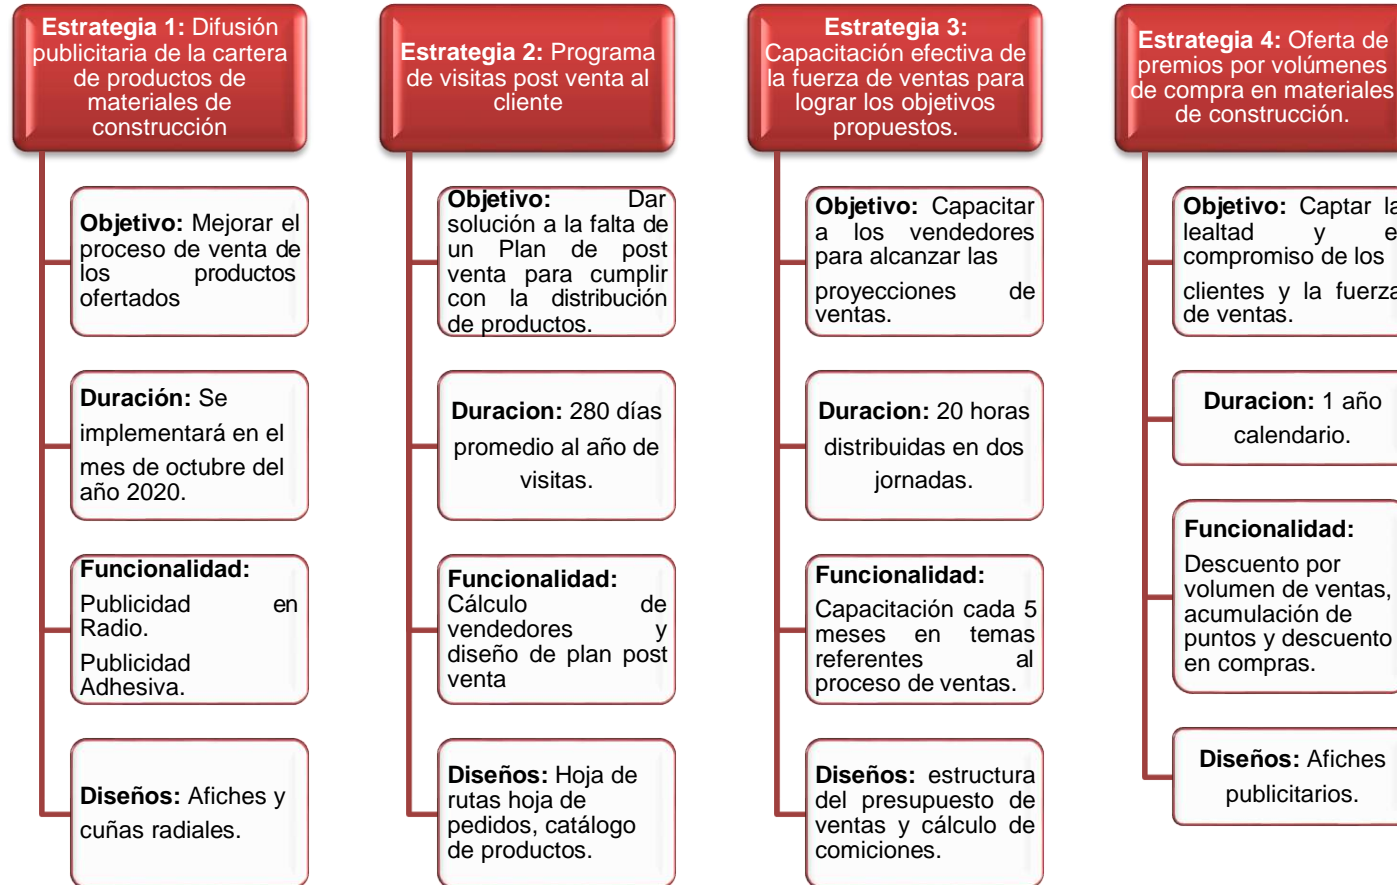 Estrategia 1: Difusión
publicitaria de la cartera
de productos de
materiales de
construcción
Objetivo: Mejorar el
proceso de venta de
los productos
ofertados
Duración: Se
implementará en el
mes de octubre del
año 2020.
Funcionalidad:
Publicidad en
Radio.
Publicidad
Adhesiva.
Diseños: Afiches y
cuñas radiales.
Estrategia 2: Programa
de visitas post venta al
cliente
Objetivo: Dar
solución a la falta de
un Plan de post
venta para cumplir
con la distribución
de productos.
Duracion: 280 días
promedio al año de
visitas.
Funcionalidad:
Cálculo de
vendedores y
diseño de plan post
venta
Diseños: Hoja de
rutas hoja de
pedidos, catálogo
de productos.
Estrategia 3:
Capacitación efectiva de
la fuerza de ventas para
lograr los objetivos
propuestos.
Objetivo: Capacitar
a los vendedores
para alcanzar las
proyecciones de
ventas.
Duracion: 20 horas
distribuidas en dos
jornadas.
Funcionalidad:
Capacitación cada 5
meses en temas
referentes al
proceso de ventas.
Diseños: estructura
del presupuesto de
ventas y cálculo de
comiciones.
Estrategia 4: Oferta de
premios por volúmenes
de compra en materiales
de construcción.
Objetivo: Captar la
lealtad y e
compromiso de los
clientes y la fuerza
de ventas.
Duracion: 1 año
calendario.
Funcionalidad:
Descuento por
volumen de ventas,
acumulación de
puntos y descuento
en compras.
Diseños: Afiches
publicitarios.